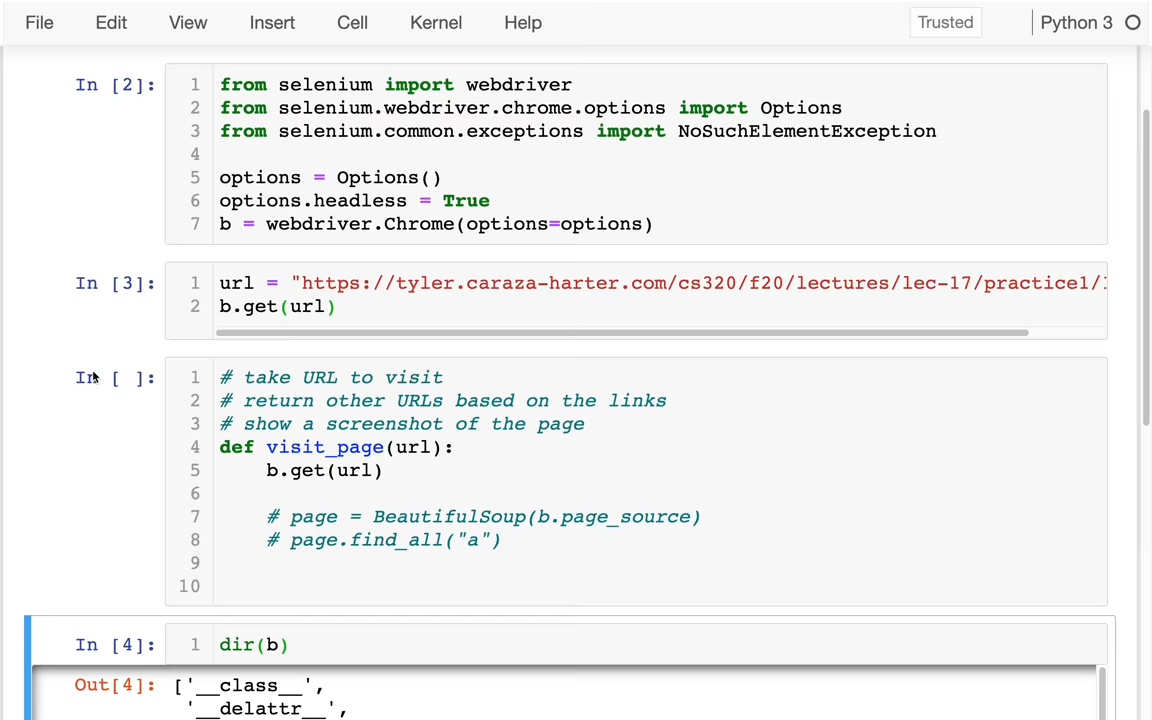 File Edit View Insert Cell Kernel Help Trusted Python 3
In [2]:
1 from selenium import webdriver
2 from selenium.webdriver.chrome.options import Options
3 from selenium.common.exceptions import NoSuchElementException
4
5 options = Options()
6 options.headless = True
7 b = webdriver.Chrome(options=options)
In [3]:
1 url = "https://tyler.caraza-harter.com/cs320/f20/lectures/lec-17/practice1/
2 b.get(url)
In [ ]:
1 # take URL to visit
2 # return other URLs based on the links
3 # show a screenshot of the page
4 def visit_page(url):
5 b.get(url)
6
7 # page = BeautifulSoup(b.page_source)
8 # page.find_all("a")
9
10
In [4]:
1 dir(b)
Out[4]: ['__class__',
'__delattr__',